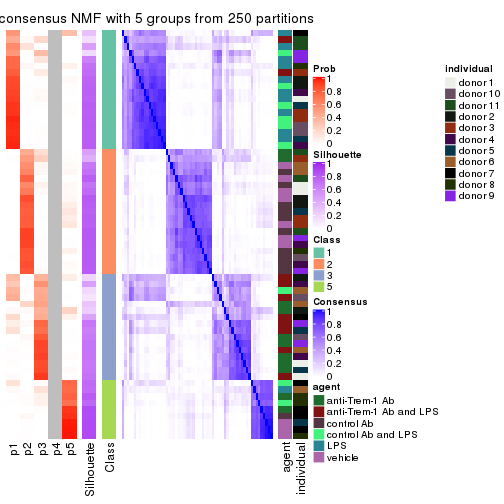 consensus NMF with 5 groups from 250 partitions
Prob
1
0.8
0.6
0.4
0.2
0
Silhouette
1
0.8
0.6
0.4
0.2
0
Class
1
2
3
5
Consensus
1
0.8
0.6
0.4
0.2
0
agent
anti-Trem-1 Ab
anti-Trem-1 Ab and LPS
control Ab
control Ab and LPS
LPS
vehicle
individual
donor 1
donor 10
donor 11
donor 2
donor 3
donor 4
donor 5
donor 6
donor 7
donor 8
donor 9
p1
p2
p3
p4
p5
Silhouette
Class
agent
individual